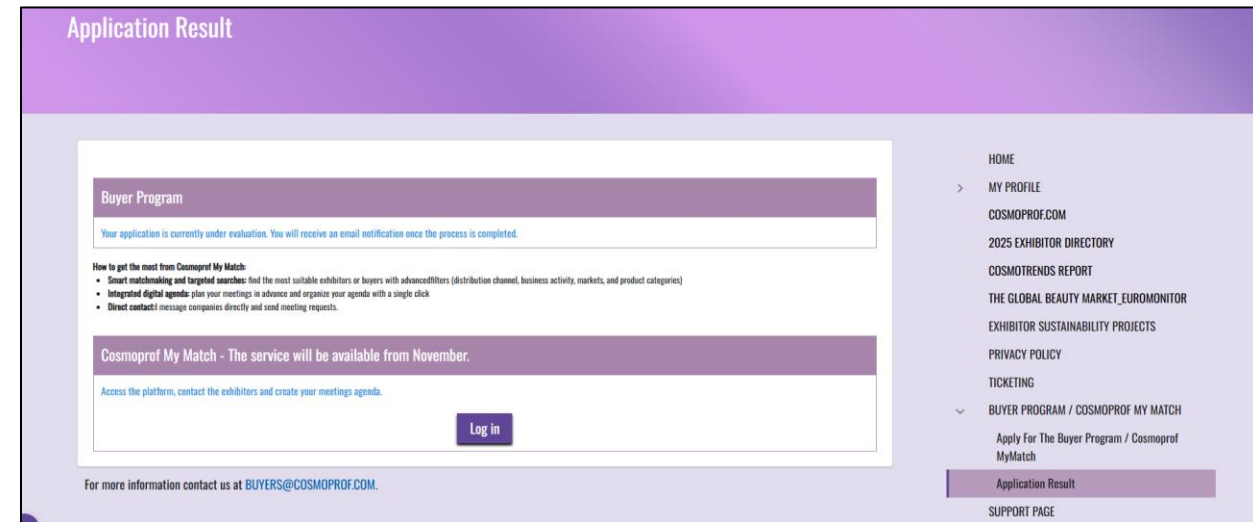 Application Result
Buyer Program
Your application is currently under evaluation. You will receive an email notification once the process is completed.
How to get the most from Cosmoprof My Match:
• Smart matchmaking and targeted searches: find the most suitable exhibitors or buyers with advancedfilters (distribution channel, business activity, markets, and product categories)
• Integrated digital agenda: plan your meetings in advance and organize your agenda with a single click
• Direct contact:I message companies directly and send meeting requests.
Cosmoprof My Match - The service will be available from November.
Access the platform, contact the exhibitors and create your meetings agenda.
Log in
For more information contact us at BUYERS@COSMOPROF.COM.
HOME
MY PROFILE
COSMOPROF.COM
2025 EXHIBITOR DIRECTORY
COSMOTRENDS REPORT
THE GLOBAL BEAUTY MARKET_EUROMONITOR
EXHIBITOR SUSTAINABILITY PROJECTS
PRIVACY POLICY
TICKETING
BUYER PROGRAM / COSMOPROF MY MATCH
Apply For The Buyer Program / Cosmoprof
MyMatch
Application Result
SUPPORT PAGE